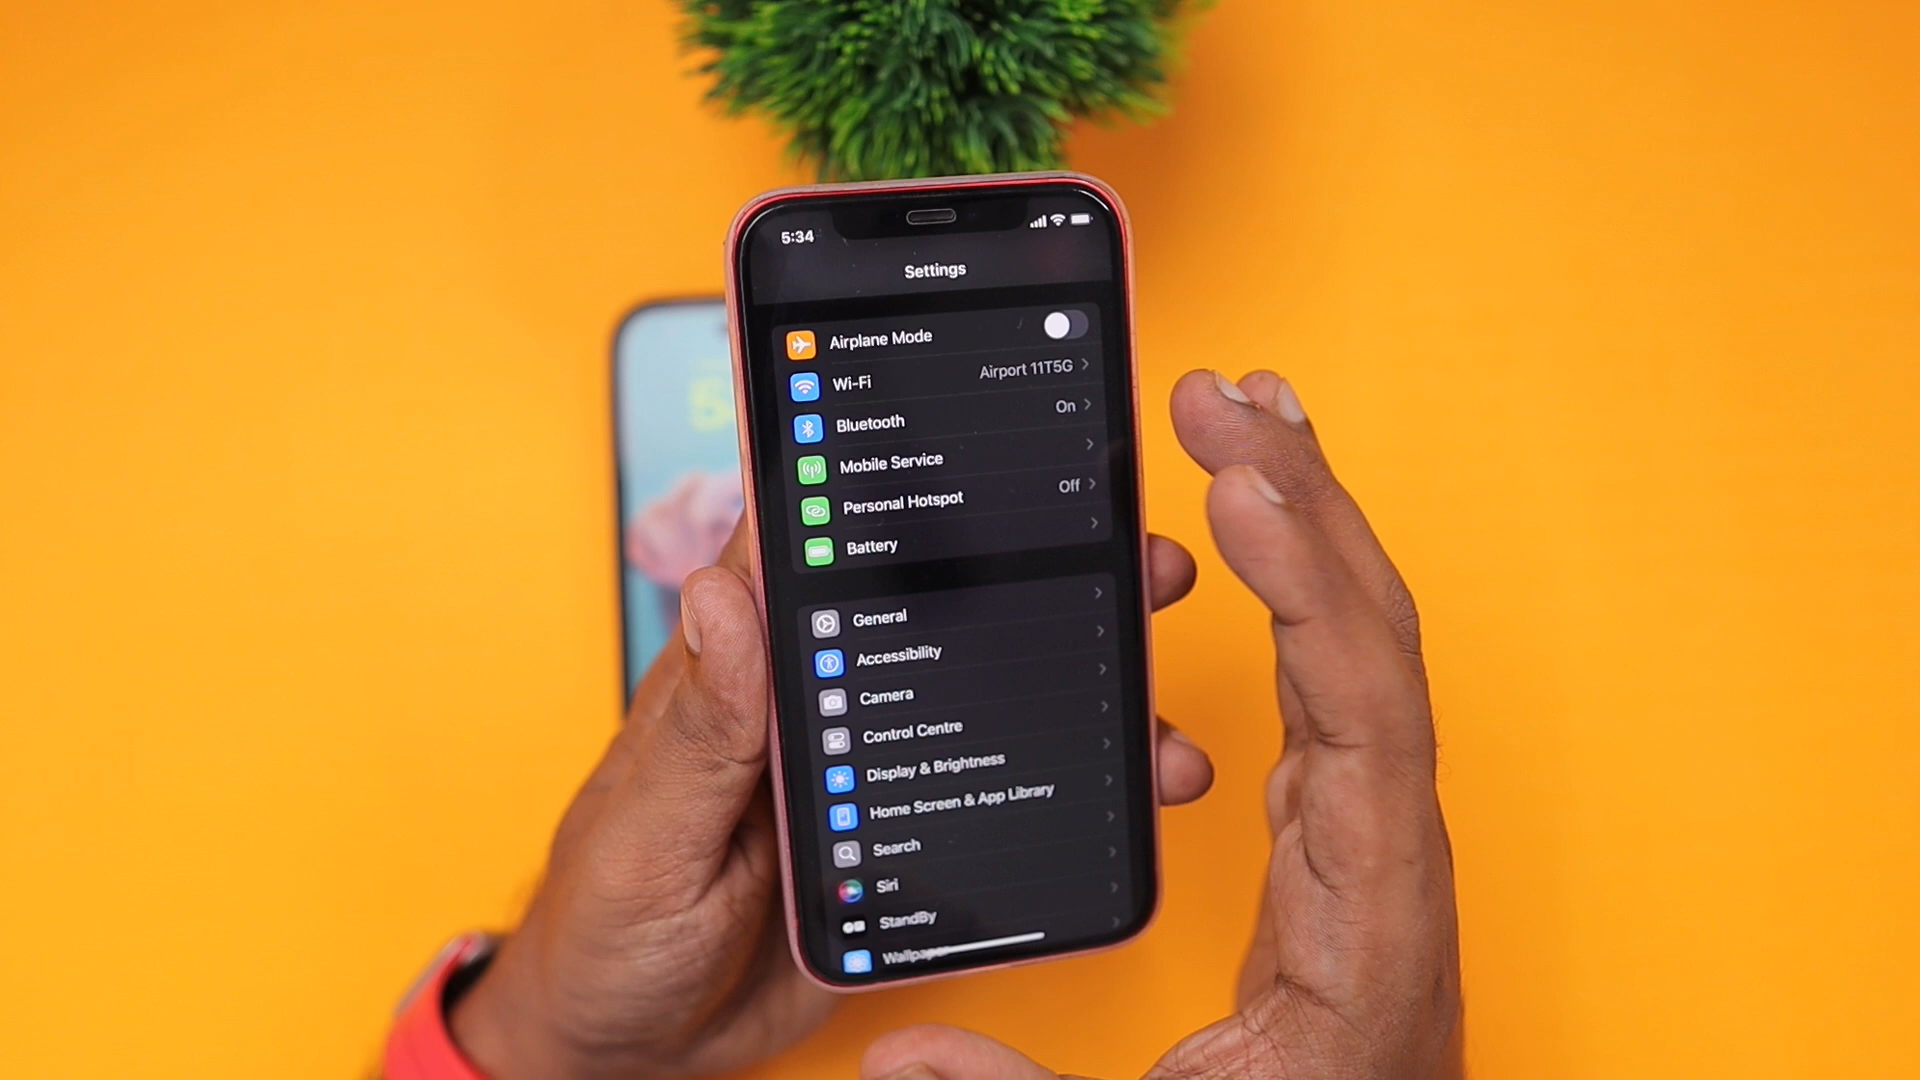 5:34
Settings
Airplane Mode
Wi-Fi Airport 11T5G
Bluetooth On
Mobile Service
Personal Hotspot Off
Battery
General
Accessibility
Camera
Control Centre
Display & Brightness
Home Screen & App Library
Search
Siri
StandBy
Wallpaper